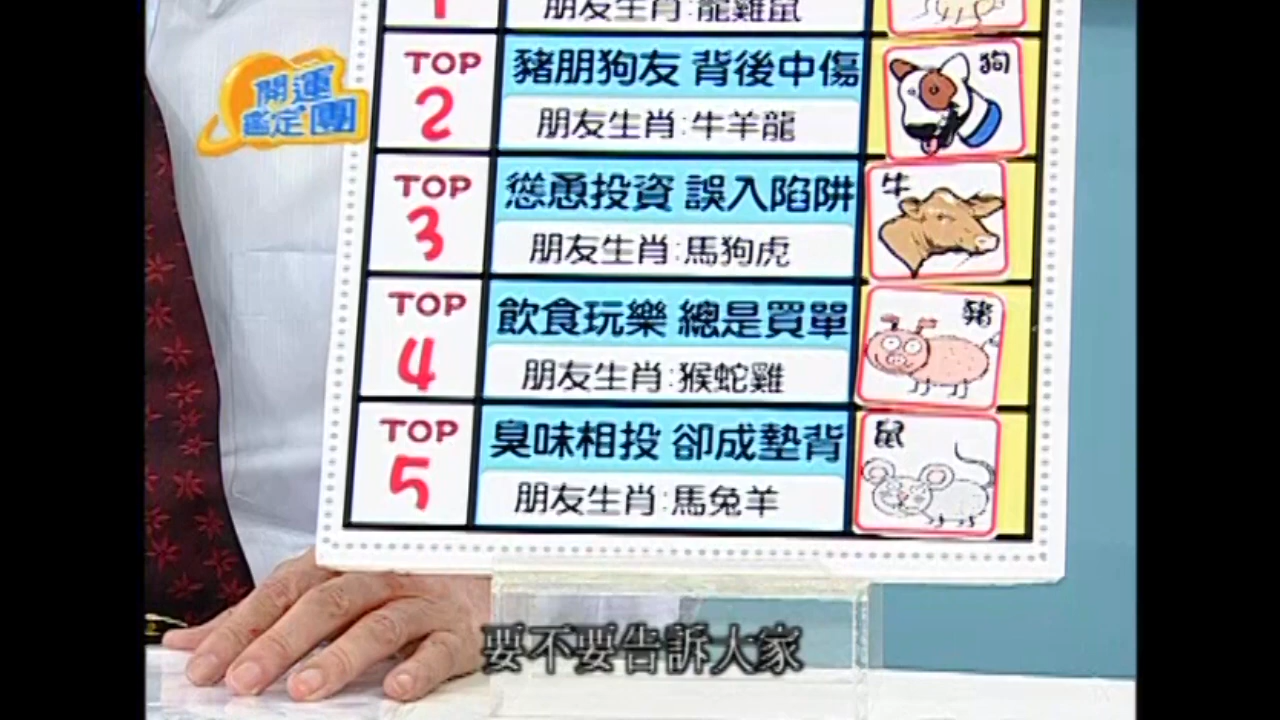 1
朋友生肖:龍雞鼠
TOP
2
豬朋狗友 背後中傷
朋友生肖:牛羊龍
狗
開運
鑑定團
TOP
3
慫恿投資 誤入陷阱
朋友生肖:馬狗虎
牛
TOP
4
飲食玩樂 總是買單
朋友生肖:猴蛇雞
豬
TOP
5
臭味相投 卻成墊背
朋友生肖:馬兔羊
鼠
要不要告訴大家